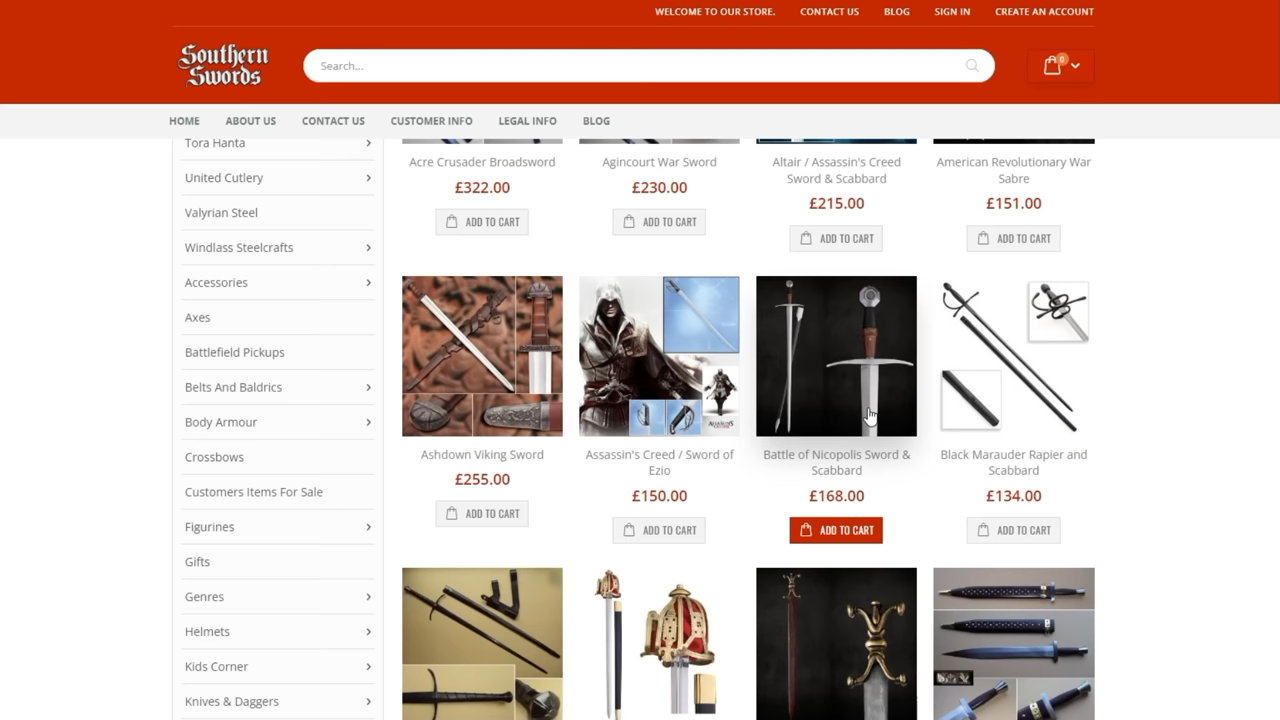 WELCOME TO OUR STORE. CONTACT US BLOG SIGN IN CREATE AN ACCOUNT
Southern
Swords
Search...
0
HOME ABOUT US CONTACT US CUSTOMER INFO LEGAL INFO BLOG
Tora Hanta
United Cutlery
Valyrian Steel
Windlass Steelcrafts
Accessories
Axes
Battlefield Pickups
Belts And Baldrics
Body Armour
Crossbows
Customers Items For Sale
Figurines
Gifts
Genres
Helmets
Kids Corner
Knives & Daggers
Acre Crusader Broadsword
£322.00
ADD TO CART
Agincourt War Sword
£230.00
ADD TO CART
Altair / Assassin's Creed
Sword & Scabbard
£215.00
ADD TO CART
American Revolutionary War
Sabre
£151.00
ADD TO CART
Ashdown Viking Sword
£255.00
ADD TO CART
Assassin's Creed / Sword of
Ezio
£150.00
ADD TO CART
Battle of Nicopolis Sword &
Scabbard
£168.00
ADD TO CART
Black Marauder Rapier and
Scabbard
£134.00
ADD TO CART